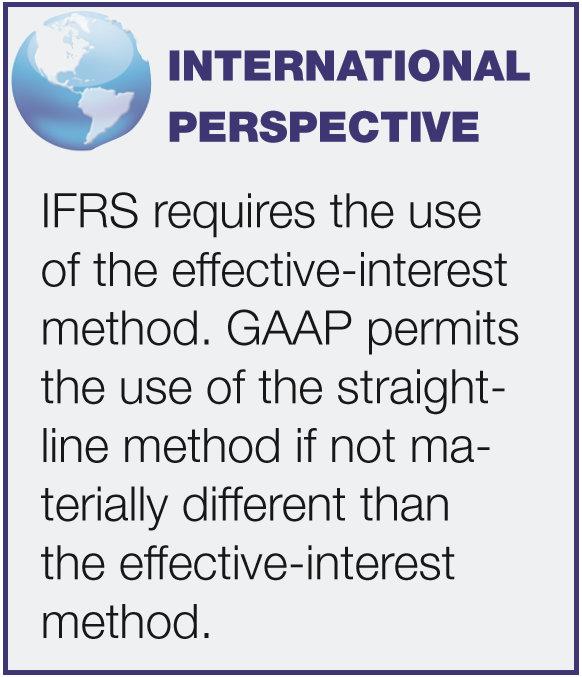 INTERNATIONAL
PERSPECTIVE
IFRS requires the use
of the effective-interest
method. GAAP permits
the use of the straight-
line method if not ma-
terially different than
the effective-interest
method.